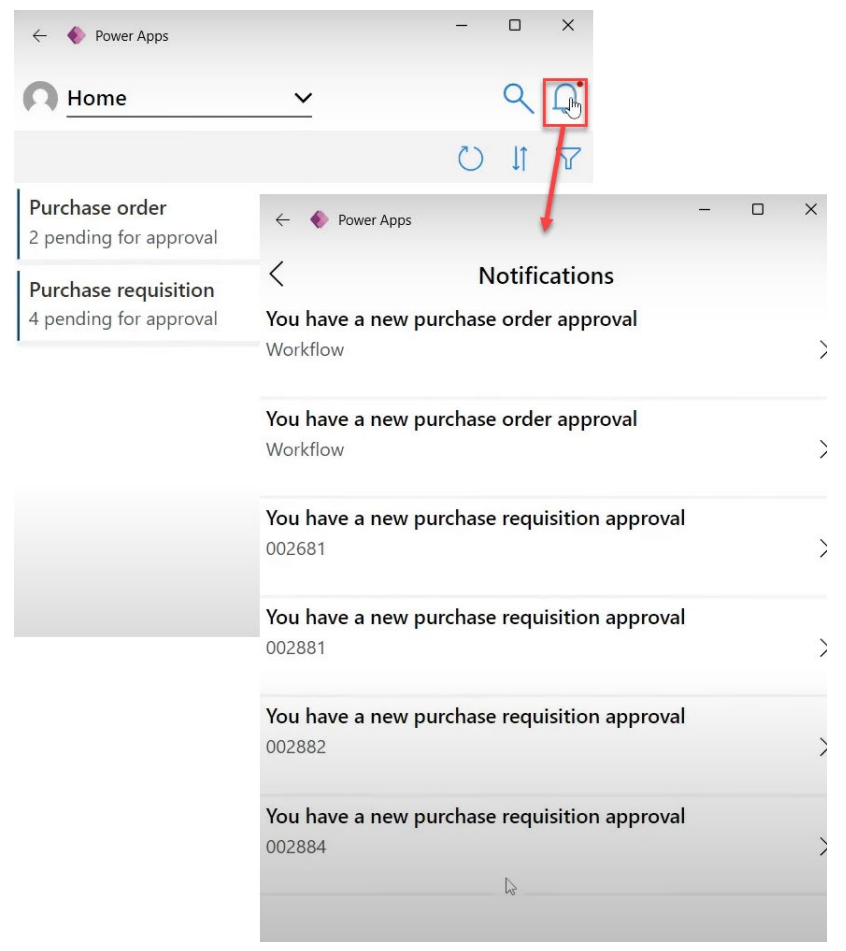 Power Apps
Home
Purchase order
2 pending for approval
Purchase requisition
4 pending for approval
Power Apps
Notifications
You have a new purchase order approval
Workflow
You have a new purchase order approval
Workflow
You have a new purchase requisition approval
002681
You have a new purchase requisition approval
002881
You have a new purchase requisition approval
002882
You have a new purchase requisition approval
002884